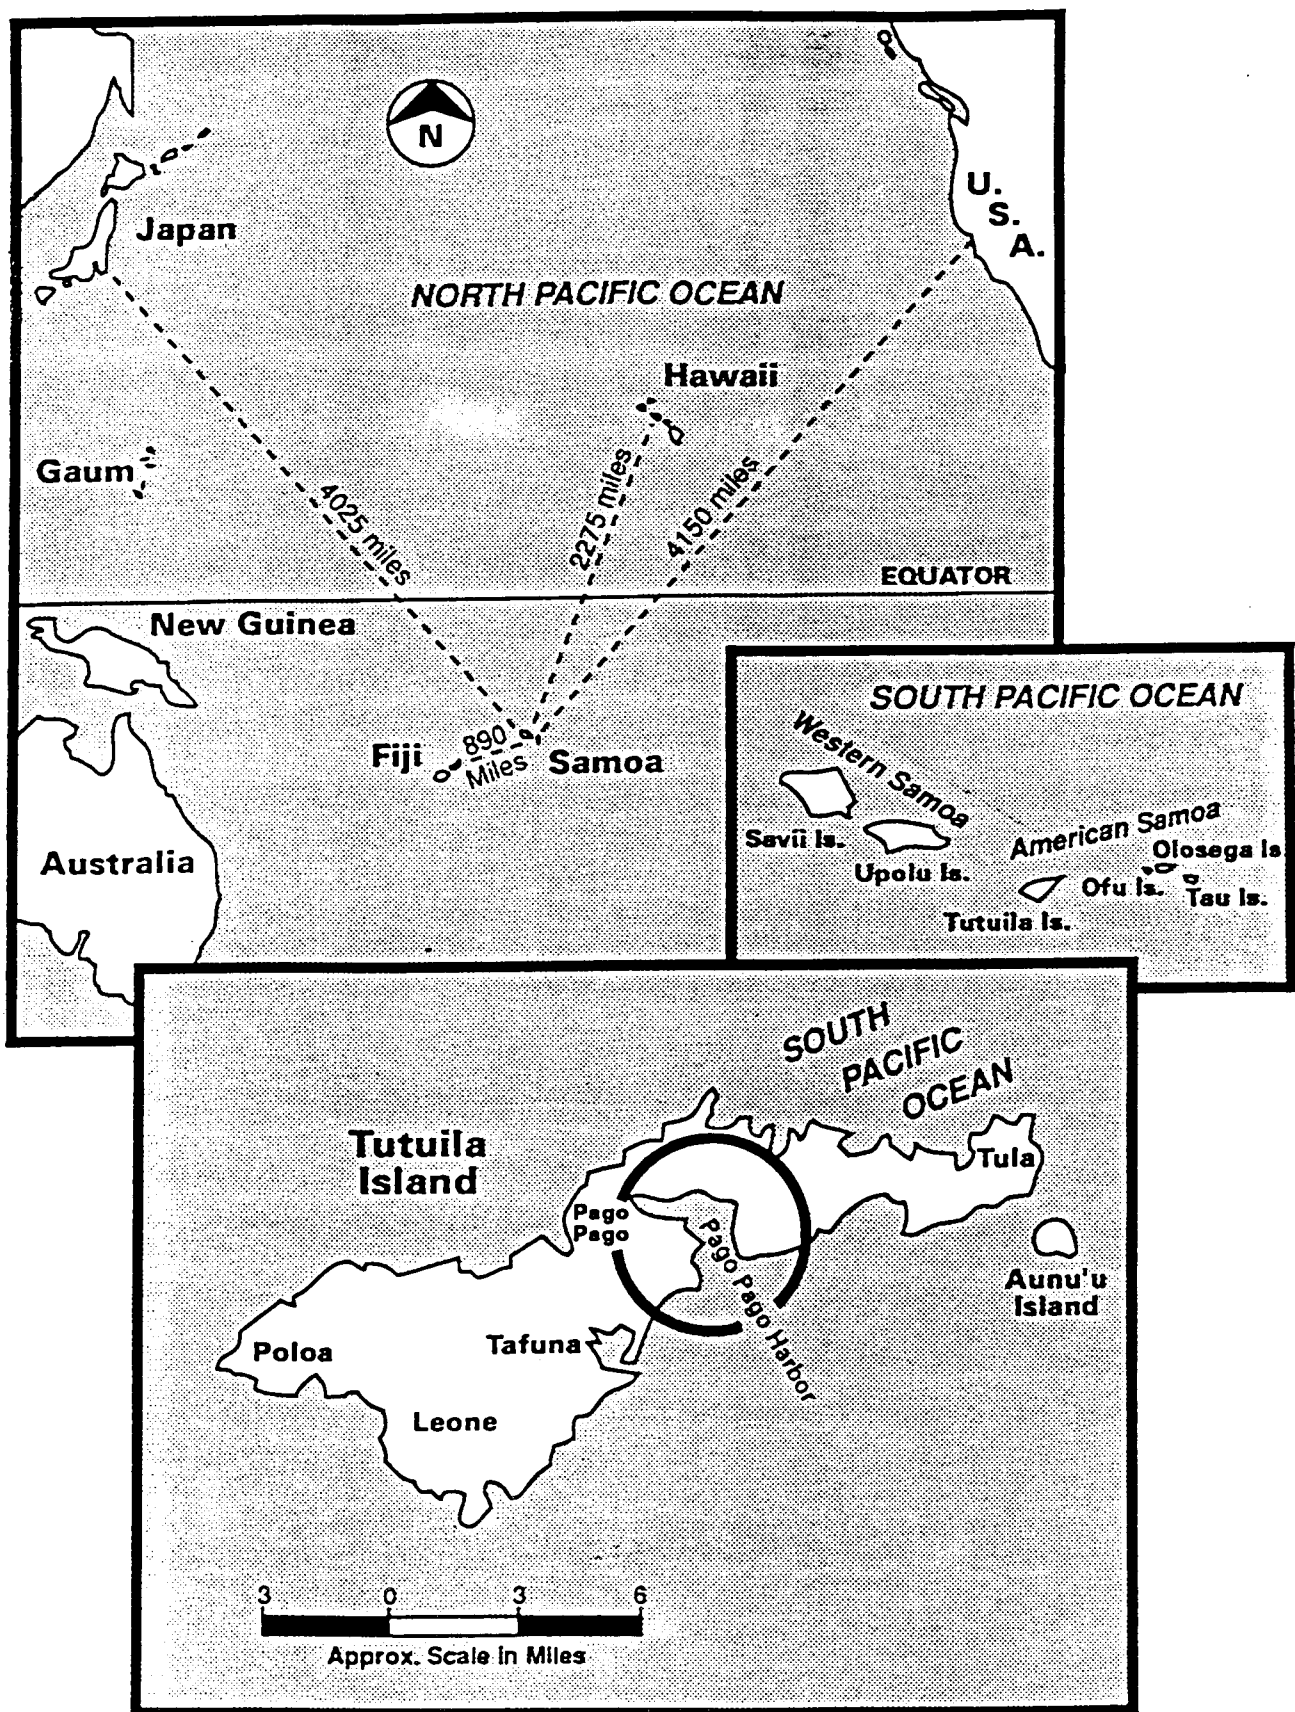 N
U.
S.
A.
Japan
NORTH PACIFIC OCEAN
Hawaii
Gaum
4025 miles
2275 miles
4150 miles
EQUATOR
New Guinea
Fiji
890
Miles
Samoa
Australia
SOUTH PACIFIC OCEAN
Western Samoa
American Samoa
Savii Is.
Upolu Is.
Olosega Is
Ofu Is.
Tau Is.
Tutuila Is.
SOUTH
PACIFIC
OCEAN
Tutuila
Island
Tula
Pago
Pago
Pago Pago Harbor
Aunu'u
Island
Poloa
Tafuna
Leone
3 0 3 6
Approx. Scale in Miles